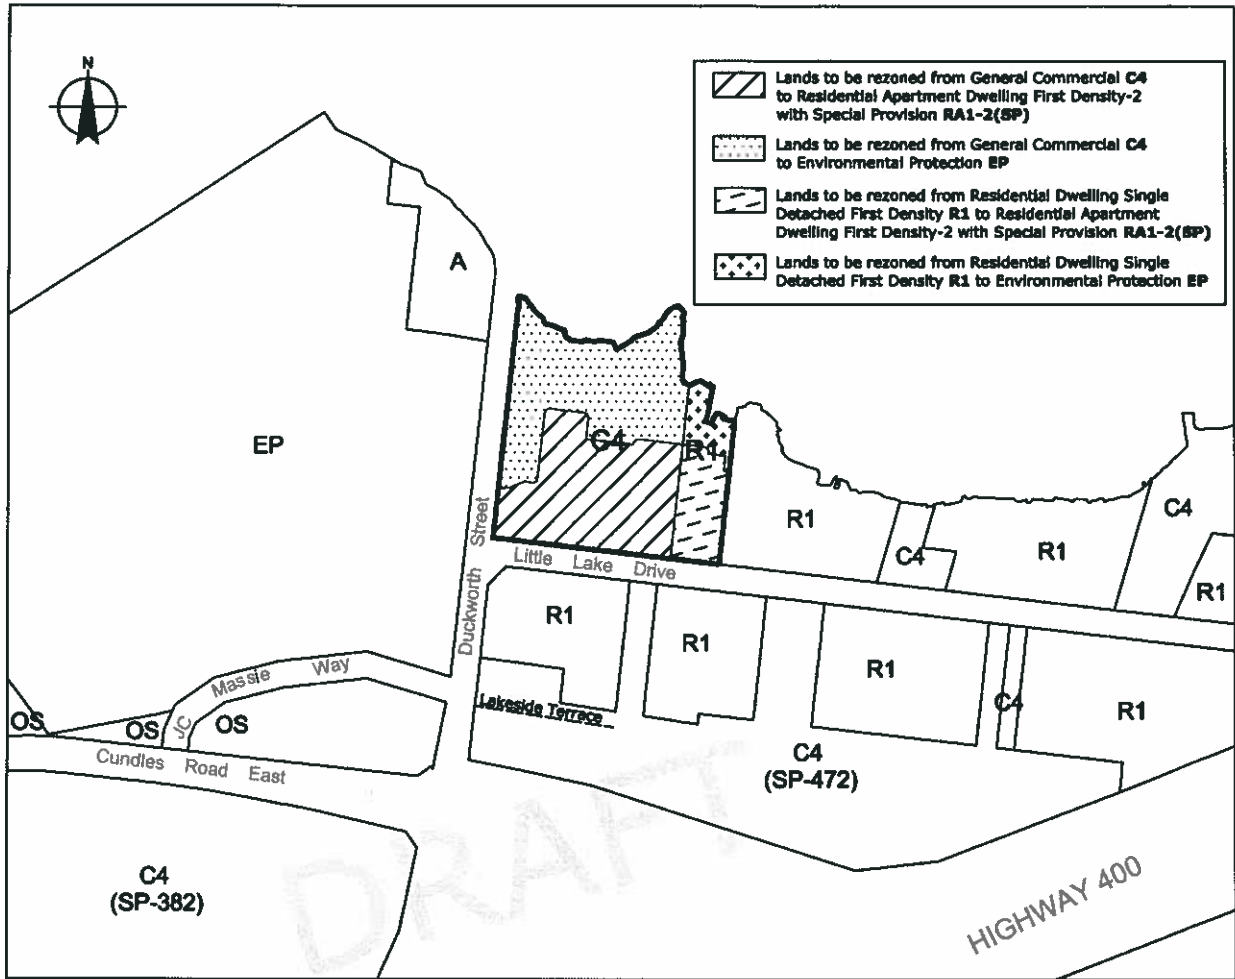 N
Lands to be rezoned from General Commercial C4
to Residential Apartment Dwelling First Density-2
with Special Provision RA1-2(SP)
Lands to be rezoned from General Commercial C4
to Environmental Protection EP
Lands to be rezoned from Residential Dwelling Single
Detached First Density R1 to Residential Apartment
Dwelling First Density-2 with Special Provision RA1-2(SP)
Lands to be rezoned from Residential Dwelling Single
Detached First Density R1 to Environmental Protection EP
A
EP
C4
R1
R1
C4
R1
C4
R1
Duckworth Street
Little Lake Drive
R1
R1
R1
C4
R1
Lakeside Terrace
JC Massie Way
OS
OS
OS
Cundles Road East
C4
(SP-472)
C4
(SP-382)
HIGHWAY 400
DRAFT